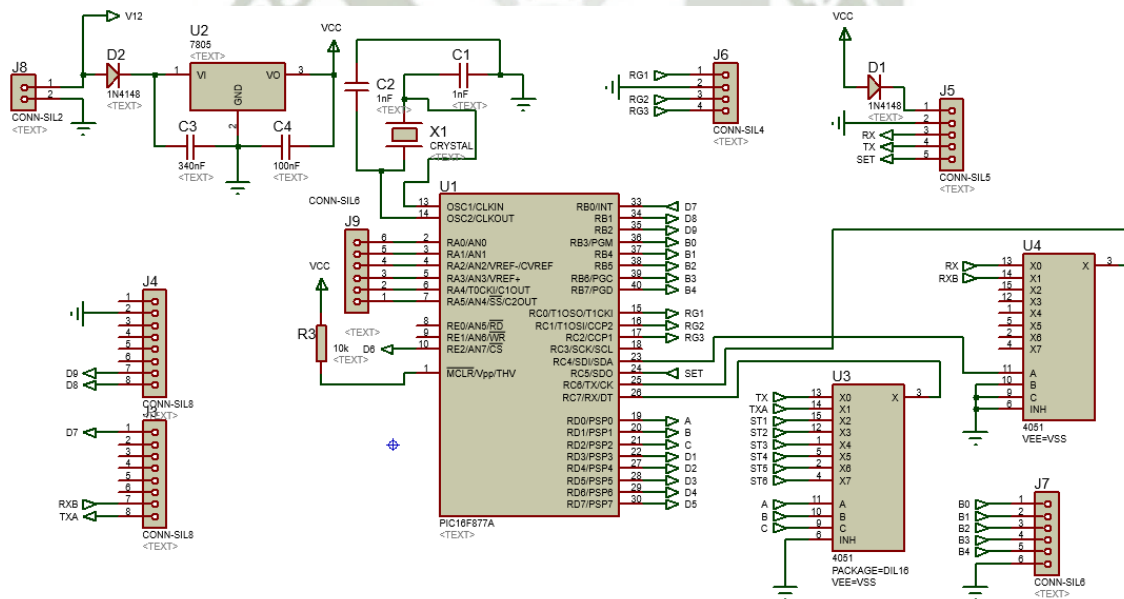 V12
J8
1
2
CONN-SIL2
<TEXT>
D2
1N4148
<TEXT>
U2
7805
<TEXT>
1
VI
VO
3
GND
2
VCC
C3
340nF
<TEXT>
C4
100nF
<TEXT>
C2
1nF
<TEXT>
C1
1nF
<TEXT>
X1
CRYSTAL
<TEXT>
J6
RG1
RG2
RG3
1
2
3
4
CONN-SIL4
<TEXT>
VCC
D1
1N4148
<TEXT>
J5
RX
TX
SET
1
2
3
4
5
CONN-SIL5
<TEXT>
CONN-SIL6
J9
6
5
4
3
2
1
<TEXT>
VCC
R3
10k
<TEXT>
D6
U1
13 OSC1/CLKIN
14 OSC2/CLKOUT
2 RA0/AN0
3 RA1/AN1
4 RA2/AN2/VREF-/CVREF
5 RA3/AN3/VREF+
6 RA4/T0CKI/C1OUT
7 RA5/AN4/SS/C2OUT
8 RE0/AN5/RD
9 RE1/AN6/WR
10 RE2/AN7/CS
1 MCLR/Vpp/THV
RB0/INT 33 D7
RB1 34 D8
RB2 35 D9
RB3/PGM 36 B0
RB4 37 B1
RB5 38 B2
RB6/PGC 39 B3
RB7/PGD 40 B4
RC0/T1OSO/T1CKI 15 RG1
RC1/T1OSI/CCP2 16 RG2
RC2/CCP1 17 RG3
RC3/SCK/SCL 18
RC4/SDI/SDA 23
RC5/SDO 24 SET
RC6/TX/CK 25
RC7/RX/DT 26
RD0/PSP0 19 A
RD1/PSP1 20 B
RD2/PSP2 21 C
RD3/PSP3 22 D1
RD4/PSP4 27 D2
RD5/PSP5 28 D3
RD6/PSP6 29 D4
RD7/PSP7 30 D5
PIC16F877A
<TEXT>
J4
1
2
3
4
5
6
7
8
D9
D8
CONN-SIL8
<TEXT>
J3
D7
1
2
3
4
5
6
7
8
RXB
TXA
CONN-SIL8
<TEXT>
U4
RX 13 X0
RXB 14 X1
15 X2
12 X3
1 X4
5 X5
2 X6
4 X7
X 3
11 A
10 B
9 C
6 INH
4051
VEE=VSS
U3
TX 13 X0
TXA 14 X1
ST1 15 X2
ST2 12 X3
ST3 1 X4
ST4 5 X5
ST5 2 X6
ST6 4 X7
X 3
A 11 A
B 10 B
C 9 C
6 INH
4051
PACKAGE=DIL16
VEE=VSS
J7
B0 1
B1 2
B2 3
B3 4
B4 5
6
CONN-SIL6
<TEXT>